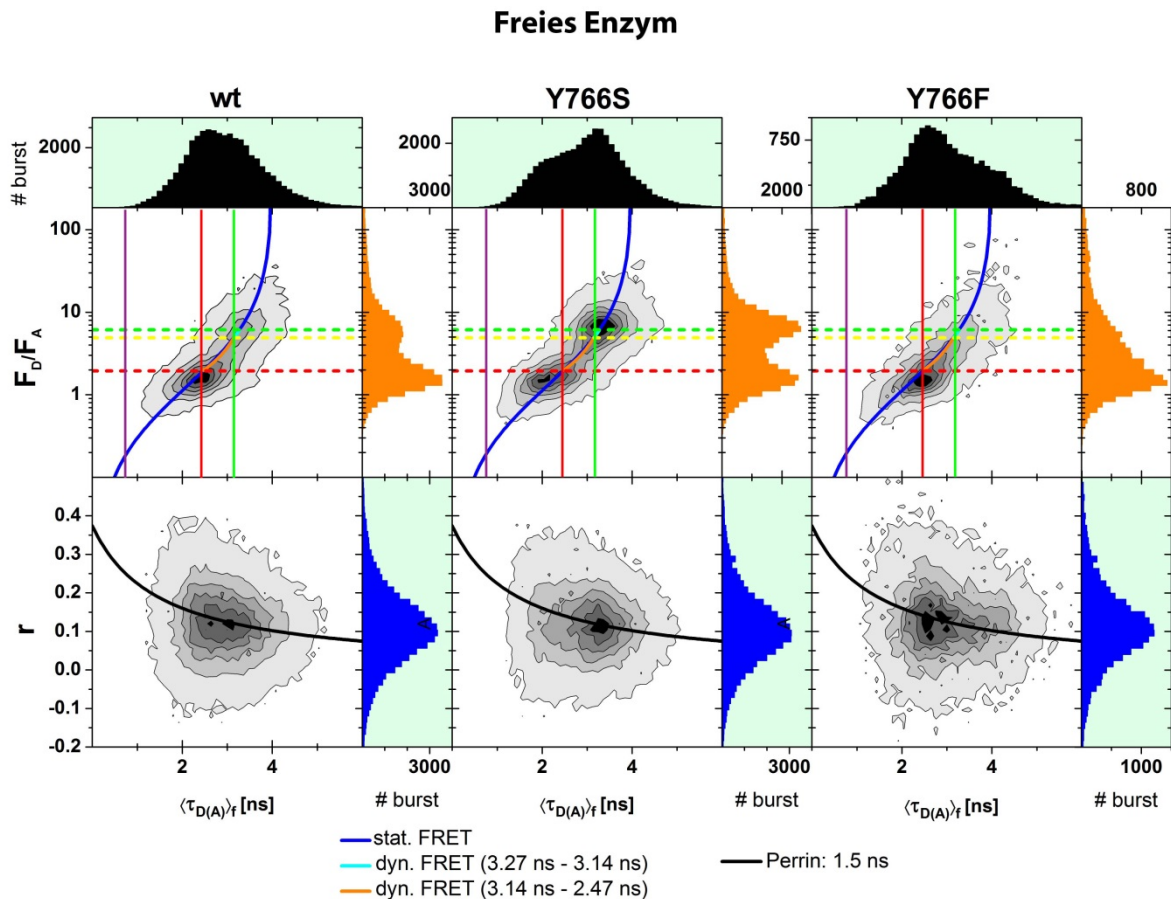 Freies Enzym
wt Y766S Y766F
# burst
2000
2000
3000
750
2000
800
F_D/F_A
100
10
1
r
0.4
0.3
0.2
0.1
0.0
-0.1
-0.2
2 4 3000 2 4 3000 2 4 1000
⟨τ_D(A)⟩_f [ns] # burst ⟨τ_D(A)⟩_f [ns] # burst ⟨τ_D(A)⟩_f [ns] # burst
stat. FRET
dyn. FRET (3.27 ns - 3.14 ns)
dyn. FRET (3.14 ns - 2.47 ns)
Perrin: 1.5 ns